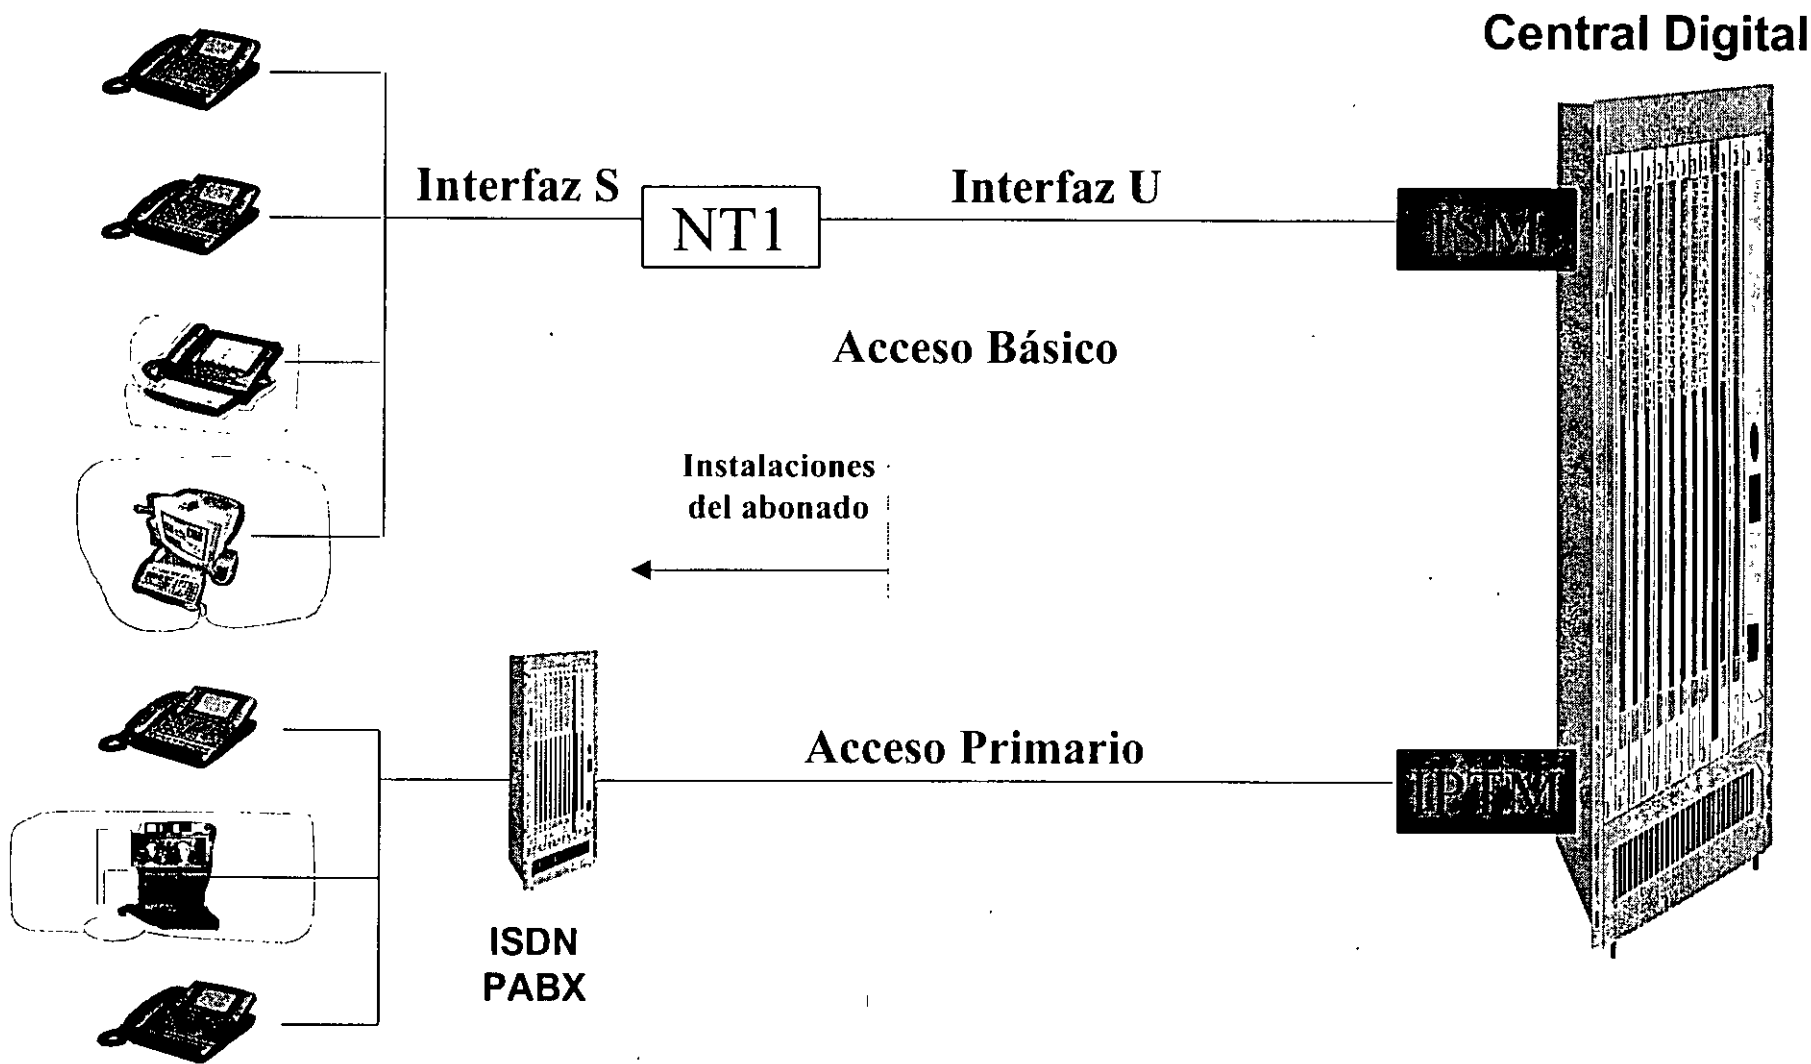 Central Digital
Interfaz S
NT1
Interfaz U
ISM
Acceso Básico
Instalaciones
del abonado
Acceso Primario
IPTM
ISDN
PABX